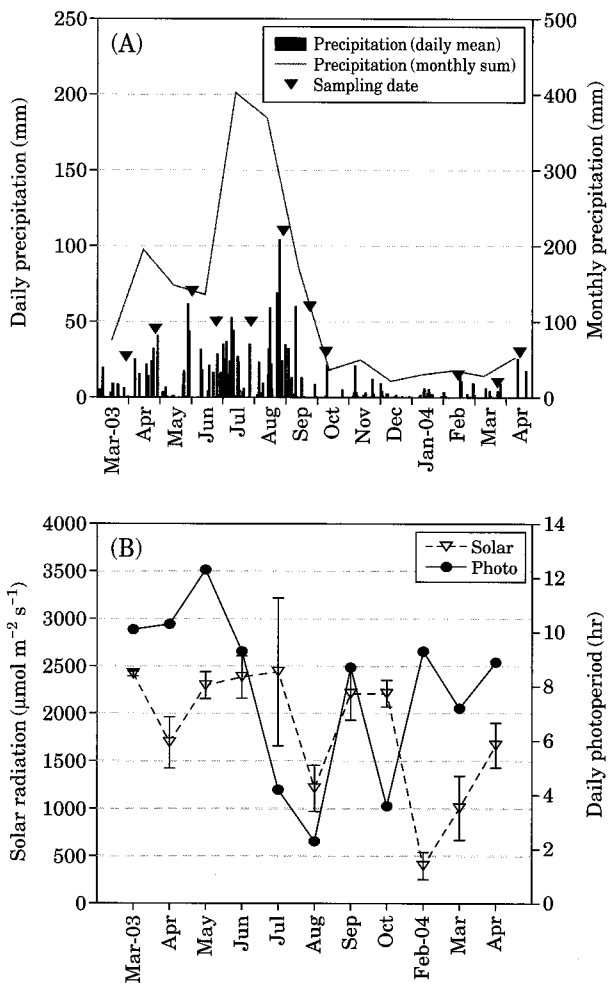 (A)
Precipitation (daily mean)
Precipitation (monthly sum)
Sampling date
Daily precipitation (mm)
250
200
150
100
50
0
Monthly precipitation (mm)
500
400
300
200
100
0
Mar-03 Apr May Jun Jul Aug Sep Oct Nov Dec Jan-04 Feb Mar Apr
(B)
Solar
Photo
Solar radiation (μmol m⁻² s⁻¹)
4000
3500
3000
2500
2000
1500
1000
500
0
Daily photoperiod (hr)
14
12
10
8
6
4
2
0
Mar-03 Apr May Jun Jul Aug Sep Oct Feb-04 Mar Apr